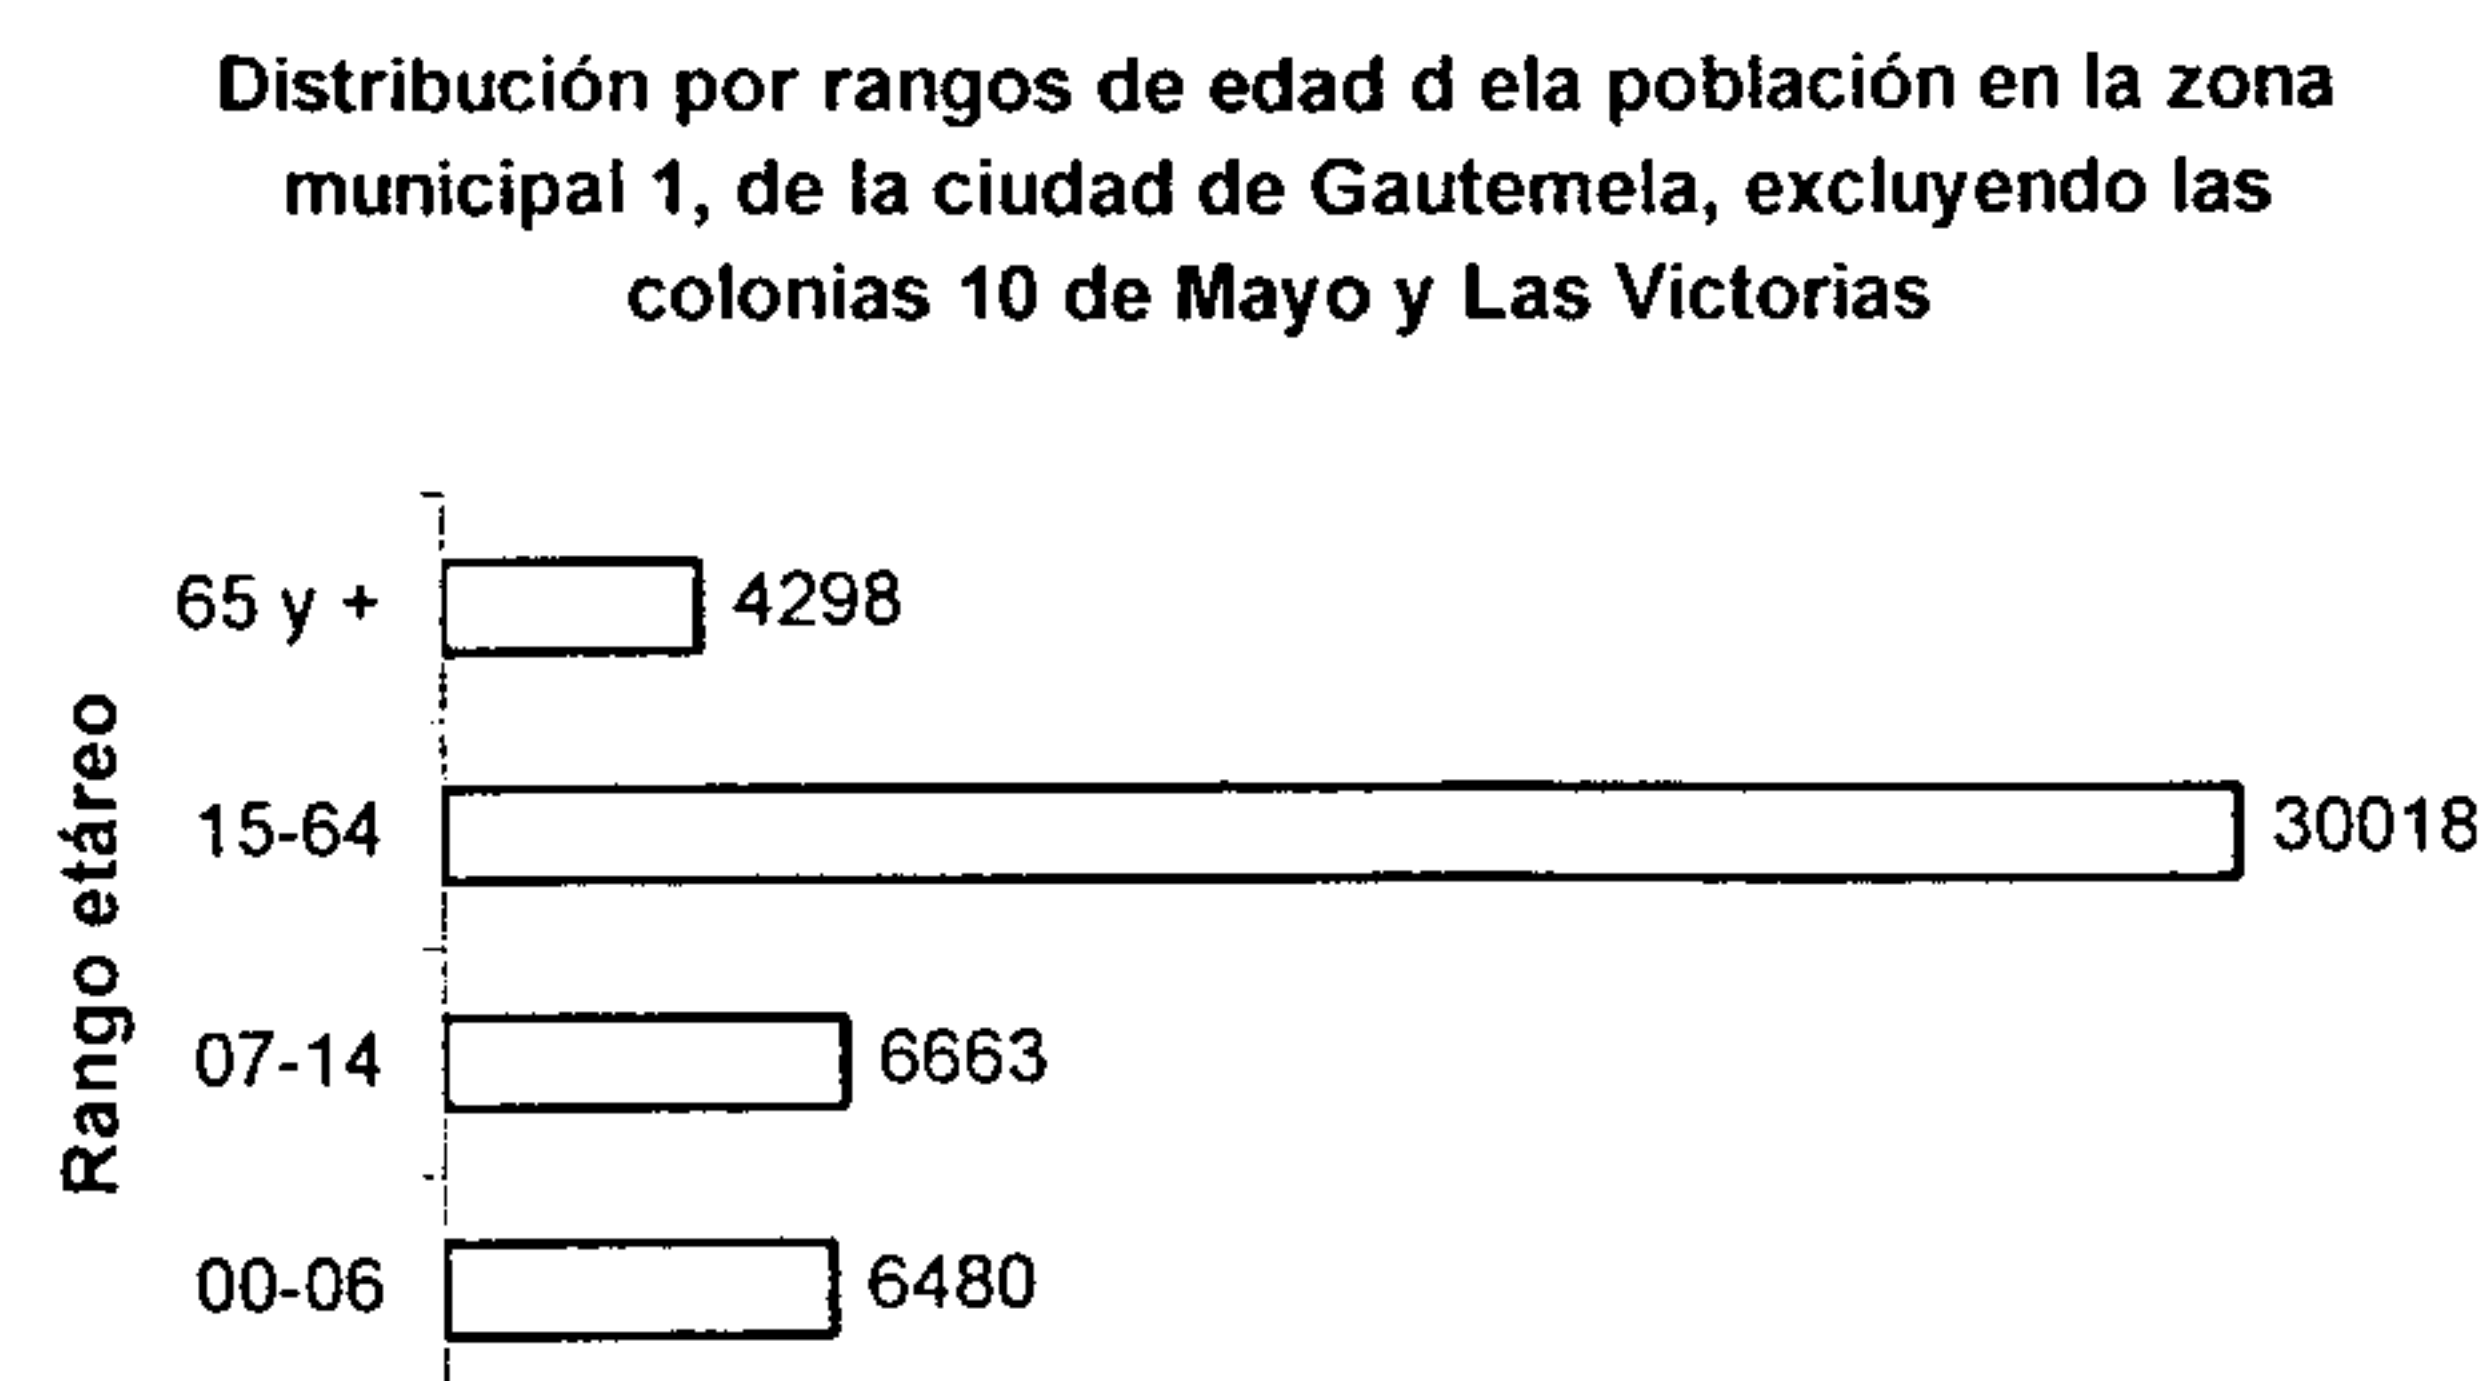 Distribución por rangos de edad d ela población en la zona
municipal 1, de la ciudad de Gautemela, excluyendo las
colonias 10 de Mayo y Las Victorias
Rango etáreo
65 y + 4298
15-64 30018
07-14 6663
00-06 6480